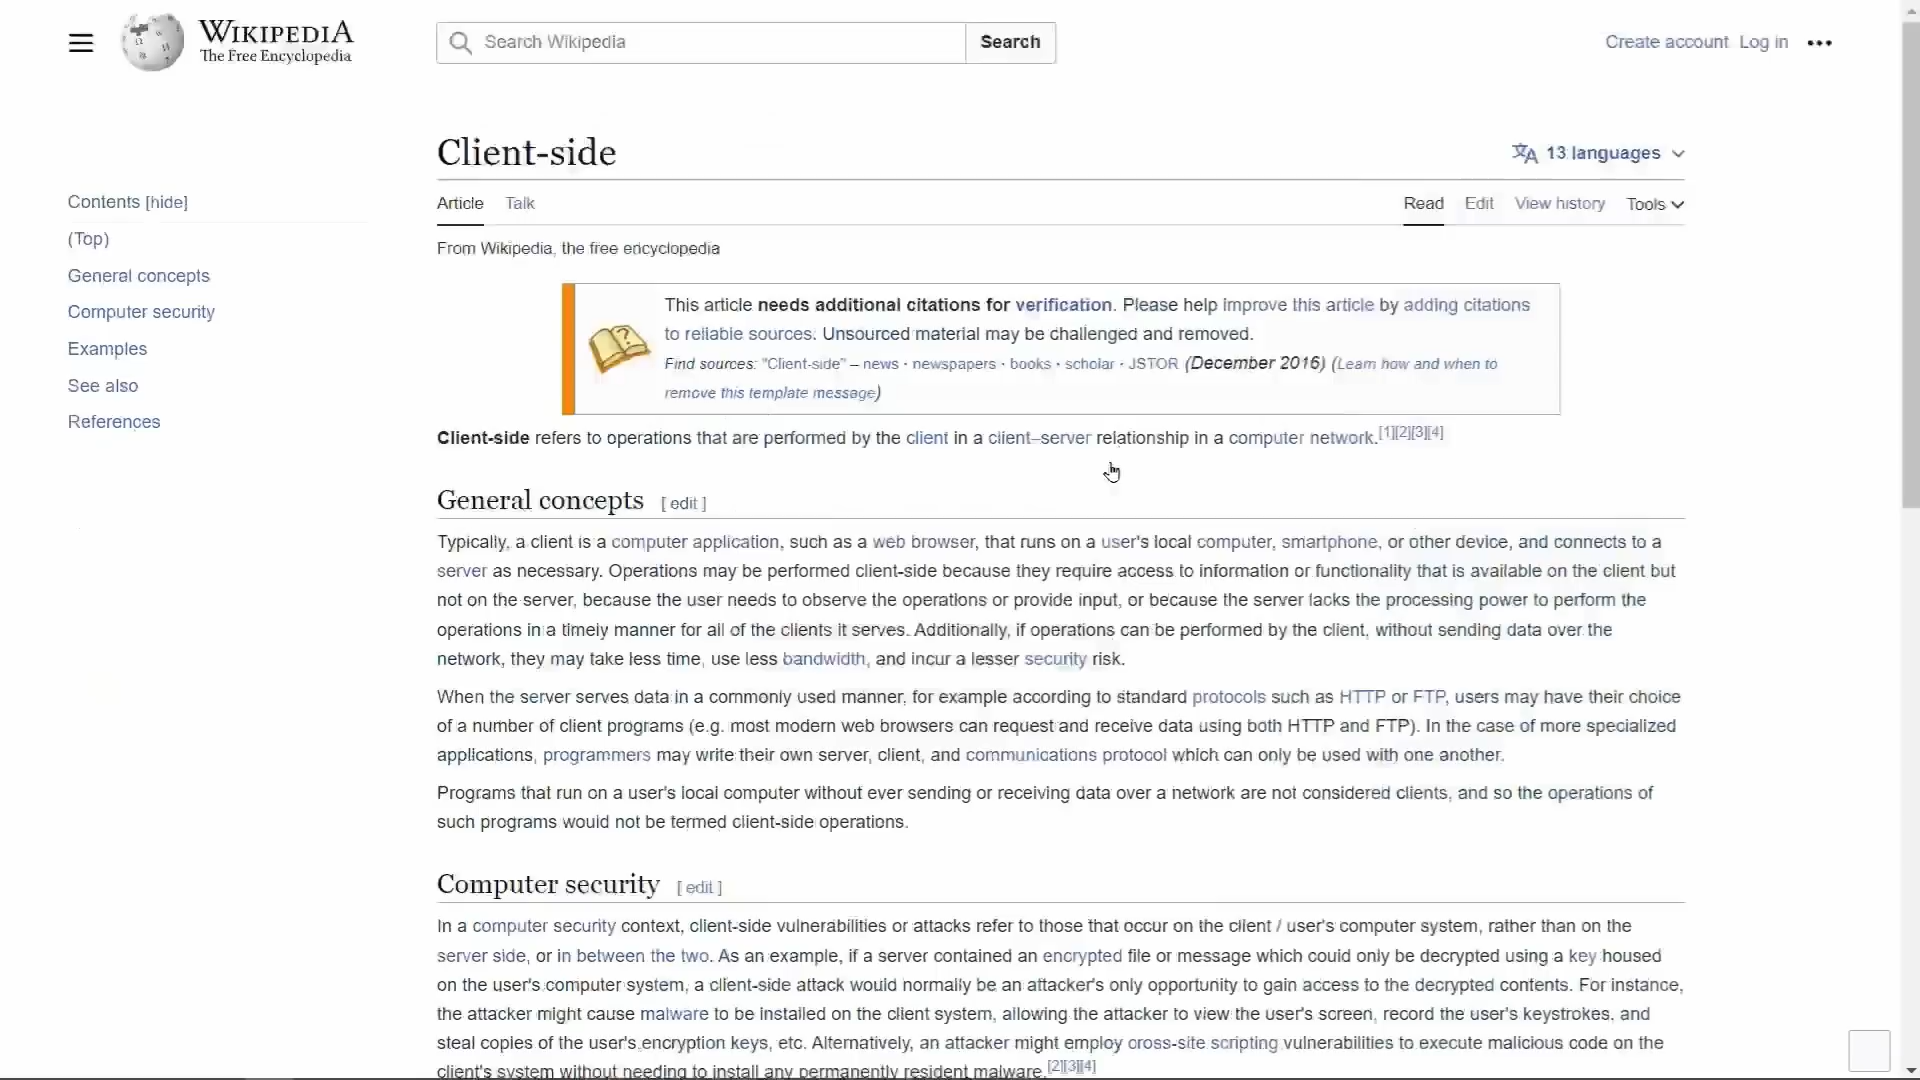 WIKIPEDIA
The Free Encyclopedia
Search Wikipedia
Search
Create account Log in
Client-side
13 languages
Contents [hide]
(Top)
General concepts
Computer security
Examples
See also
References
Article Talk
Read Edit View history Tools
From Wikipedia, the free encyclopedia
This article needs additional citations for verification. Please help improve this article by adding citations
to reliable sources. Unsourced material may be challenged and removed.
Find sources: "Client-side" – news · newspapers · books · scholar · JSTOR (December 2016) (Learn how and when to
remove this template message)
Client-side refers to operations that are performed by the client in a client–server relationship in a computer network.[1][2][3][4]
General concepts [ edit ]
Typically, a client is a computer application, such as a web browser, that runs on a user's local computer, smartphone, or other device, and connects to a
server as necessary. Operations may be performed client-side because they require access to information or functionality that is available on the client but
not on the server, because the user needs to observe the operations or provide input, or because the server lacks the processing power to perform the
operations in a timely manner for all of the clients it serves. Additionally, if operations can be performed by the client, without sending data over the
network, they may take less time, use less bandwidth, and incur a lesser security risk.
When the server serves data in a commonly used manner, for example according to standard protocols such as HTTP or FTP, users may have their choice
of a number of client programs (e.g. most modern web browsers can request and receive data using both HTTP and FTP). In the case of more specialized
applications, programmers may write their own server, client, and communications protocol which can only be used with one another.
Programs that run on a user's local computer without ever sending or receiving data over a network are not considered clients, and so the operations of
such programs would not be termed client-side operations.
Computer security [ edit ]
In a computer security context, client-side vulnerabilities or attacks refer to those that occur on the client / user's computer system, rather than on the
server side, or in between the two. As an example, if a server contained an encrypted file or message which could only be decrypted using a key housed
on the user's computer system, a client-side attack would normally be an attacker's only opportunity to gain access to the decrypted contents. For instance,
the attacker might cause malware to be installed on the client system, allowing the attacker to view the user's screen, record the user's keystrokes, and
steal copies of the user's encryption keys, etc. Alternatively, an attacker might employ cross-site scripting vulnerabilities to execute malicious code on the
client's system without needing to install any permanently resident malware.[2][3][4]